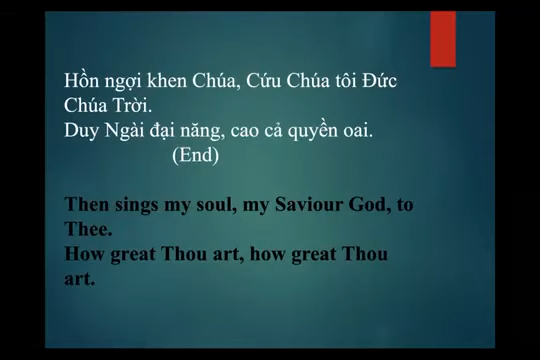 Hồn ngợi khen Chúa, Cứu Chúa tôi Đức
Chúa Trời.
Duy Ngài đại năng, cao cả quyền oai.
(End)
Then sings my soul, my Saviour God, to
Thee.
How great Thou art, how great Thou
art.